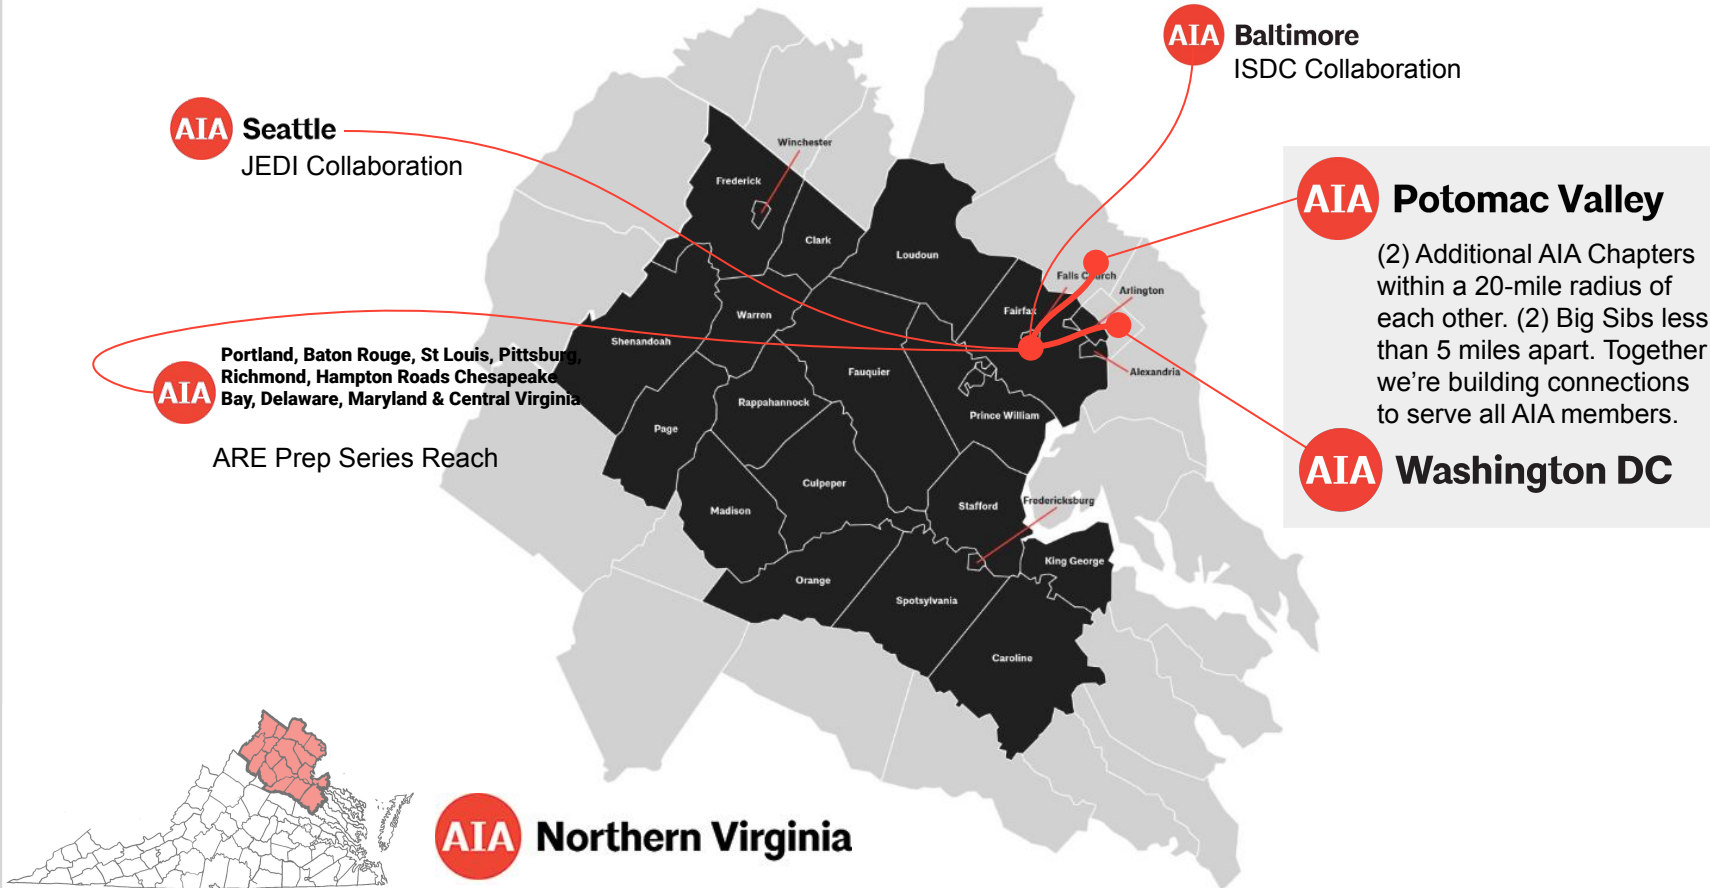 AIA Baltimore
ISDC Collaboration
AIA Seattle
JEDI Collaboration
AIA Potomac Valley
(2) Additional AIA Chapters
within a 20-mile radius of
each other. (2) Big Sibs less
than 5 miles apart. Together
we’re building connections
to serve all AIA members.
AIA Washington DC
AIA
Portland, Baton Rouge, St Louis, Pittsburg,
Richmond, Hampton Roads Chesapeake
Bay, Delaware, Maryland & Central Virginia
ARE Prep Series Reach
Winchester
Frederick
Clark
Loudoun
Falls Church
Arlington
Fairfax
Warren
Shenandoah
Fauquier
Alexandria
Rappahannock
Prince William
Page
Culpeper
Madison
Stafford
Fredericksburg
King George
Orange
Spotsylvania
Caroline
AIA Northern Virginia